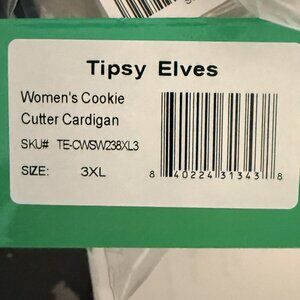 Tipsy Elves
Women's Cookie
Cutter Cardigan
SKU# TE-CWSW238XL3
SIZE: 3XL
8 40224 31343 8